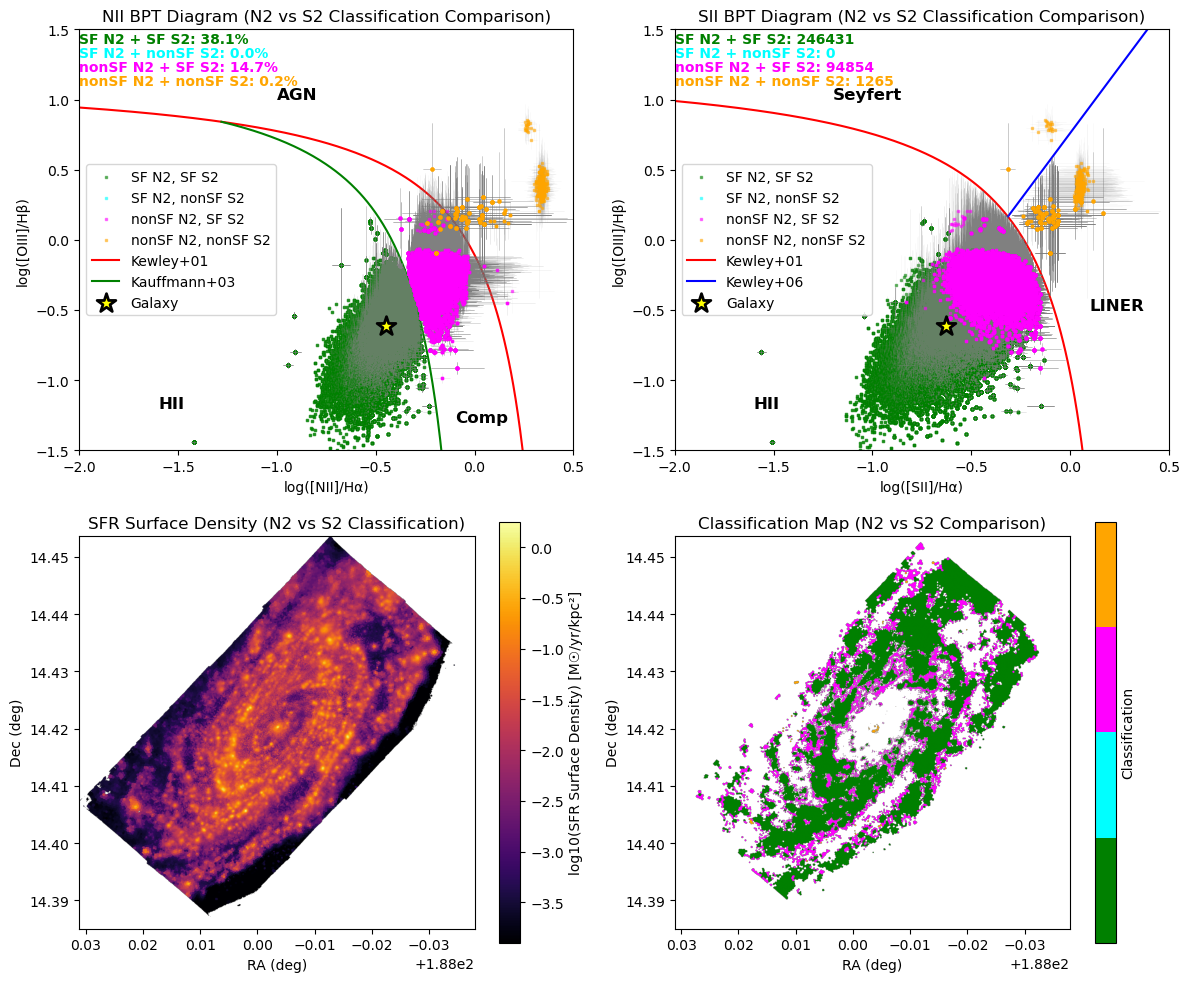 NII BPT Diagram (N2 vs S2 Classification Comparison)
SF N2 + SF S2: 38.1%
SF N2 + nonSF S2: 0.0%
nonSF N2 + SF S2: 14.7%
nonSF N2 + nonSF S2: 0.2%
AGN
SF N2, SF S2
SF N2, nonSF S2
nonSF N2, SF S2
nonSF N2, nonSF S2
Kewley+01
Kauffmann+03
Galaxy
HII
Comp
1.5
1.0
0.5
0.0
−0.5
−1.0
−1.5
log([OIII]/Hβ)
−2.0 −1.5 −1.0 −0.5 0.0 0.5
log([NII]/Hα)
SII BPT Diagram (N2 vs S2 Classification Comparison)
SF N2 + SF S2: 246431
SF N2 + nonSF S2: 0
nonSF N2 + SF S2: 94854
nonSF N2 + nonSF S2: 1265
Seyfert
SF N2, SF S2
SF N2, nonSF S2
nonSF N2, SF S2
nonSF N2, nonSF S2
Kewley+01
Kewley+06
Galaxy
LINER
HII
1.5
1.0
0.5
0.0
−0.5
−1.0
−1.5
log([OIII]/Hβ)
−2.0 −1.5 −1.0 −0.5 0.0 0.5
log([SII]/Hα)
SFR Surface Density (N2 vs S2 Classification)
14.45
14.44
14.43
14.42
14.41
14.40
14.39
Dec (deg)
0.03 0.02 0.01 0.00 −0.01 −0.02 −0.03
RA (deg)
+1.88e2
0.0
−0.5
−1.0
−1.5
−2.0
−2.5
−3.0
−3.5
log10(SFR Surface Density) [M☉/yr/kpc²]
Classification Map (N2 vs S2 Comparison)
14.45
14.44
14.43
14.42
14.41
14.40
14.39
Dec (deg)
0.03 0.02 0.01 0.00 −0.01 −0.02 −0.03
RA (deg)
+1.88e2
Classification